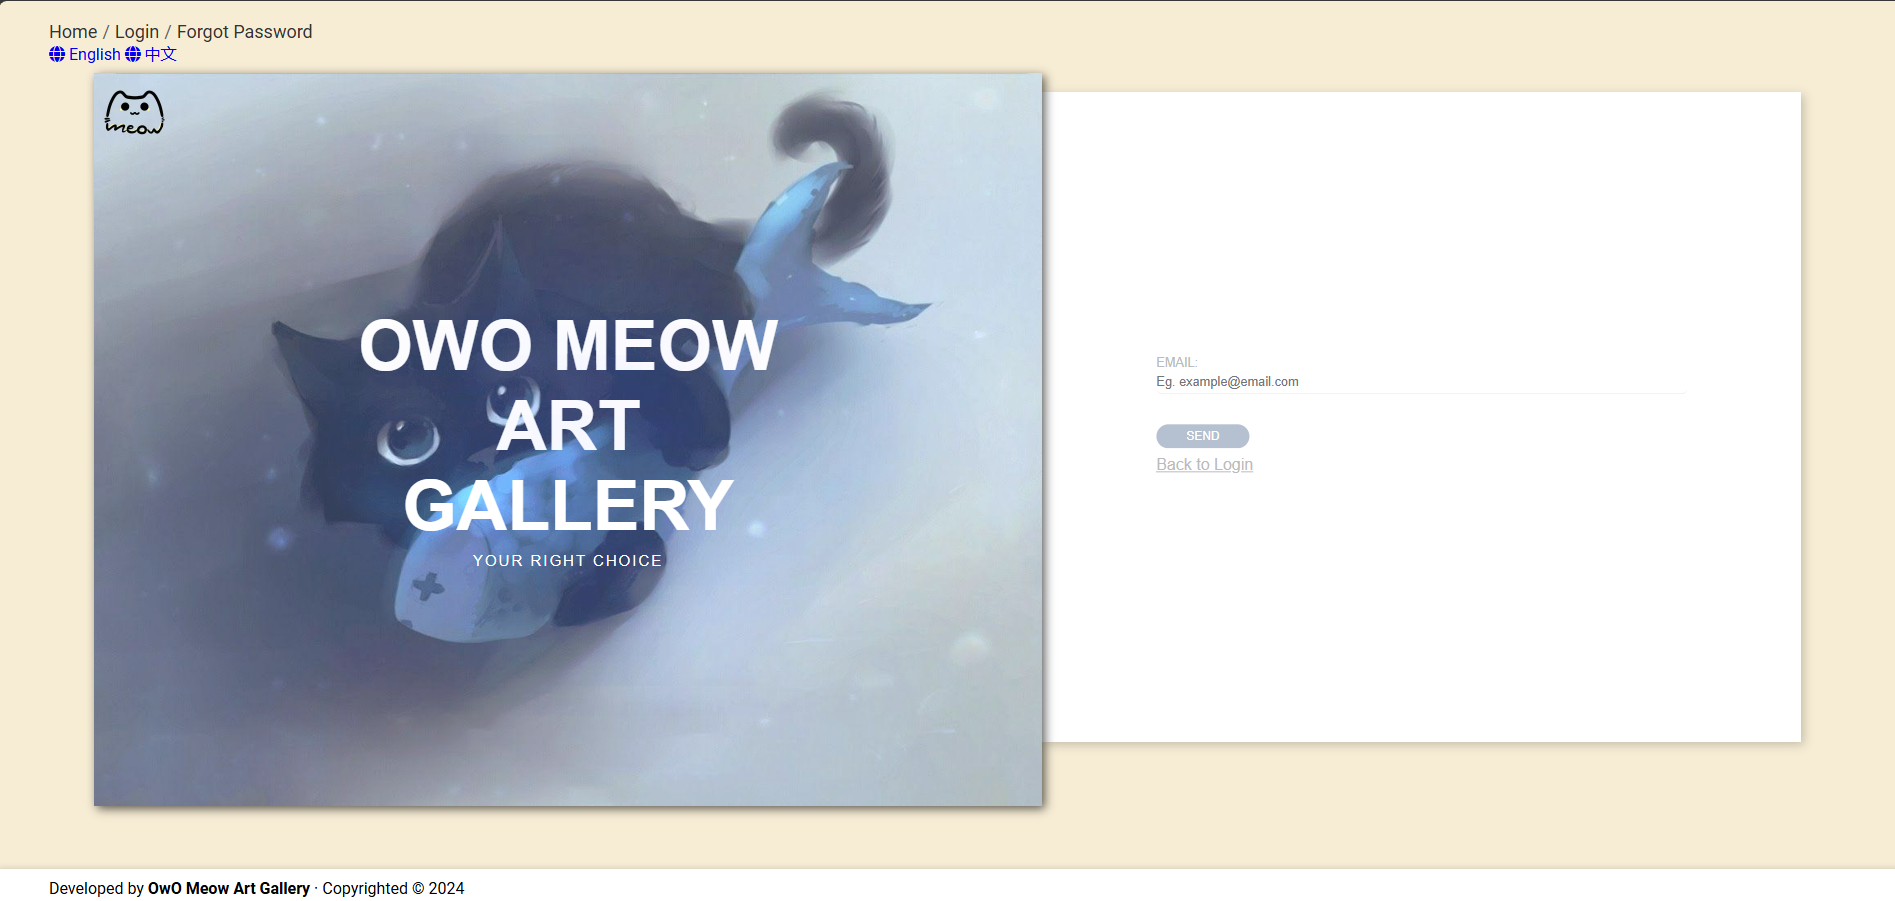 Home / Login / Forgot Password
English 中文
meow
OWO MEOW
ART
GALLERY
YOUR RIGHT CHOICE
EMAIL:
Eg. example@email.com
SEND
Back to Login
Developed by OwO Meow Art Gallery · Copyrighted © 2024